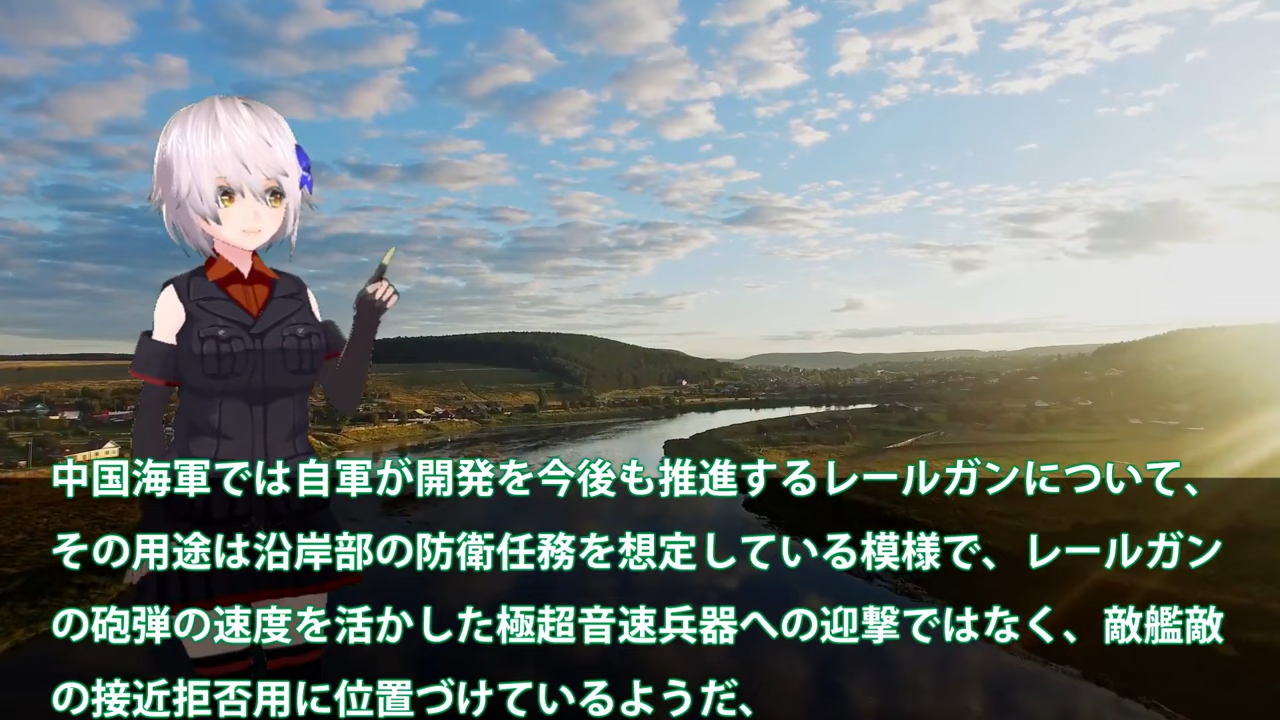 中国海軍では自軍が開発を今後も推進するレールガンについて、
その用途は沿岸部の防衛任務を想定している模様で、レールガン
の砲弾の速度を活かした極超音速兵器への迎撃ではなく、敵艦敵
の接近拒否用に位置づけているようだ、